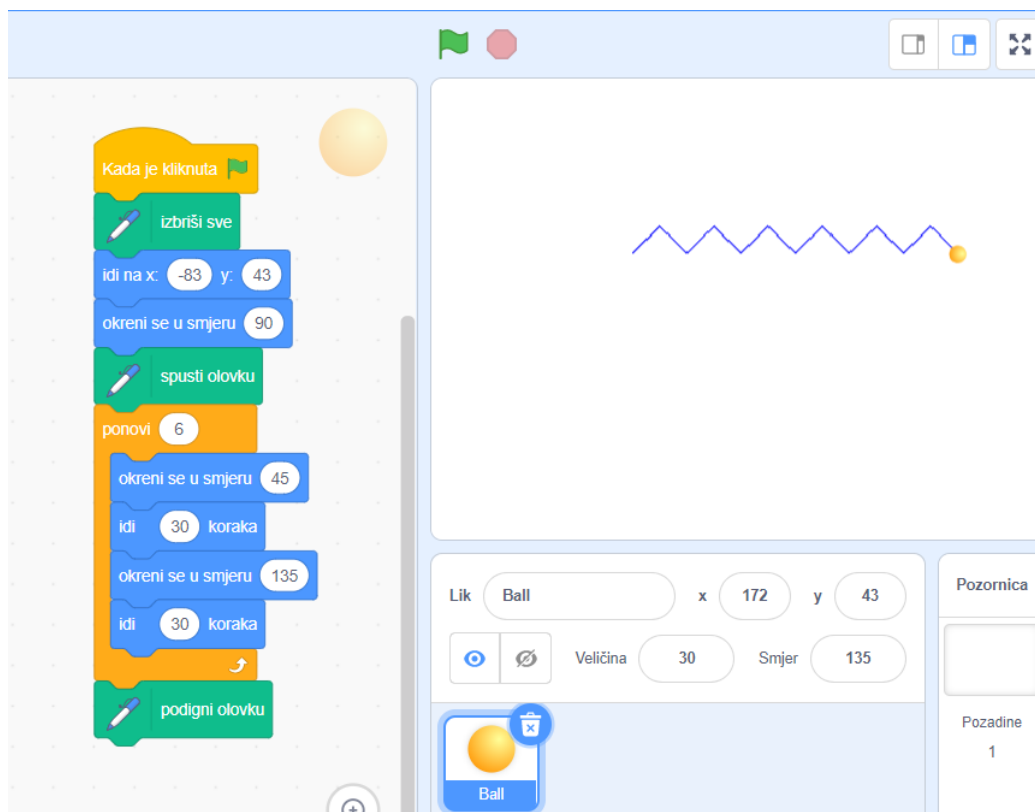 Kada je kliknuta
izbriši sve
idi na x: -83 y: 43
okreni se u smjeru 90
spusti olovku
ponovi 6
okreni se u smjeru 45
idi 30 koraka
okreni se u smjeru 135
idi 30 koraka
podigni olovku
Lik Ball x 172 y 43
Veličina 30 Smjer 135
Ball
Pozornica
Pozadine
1